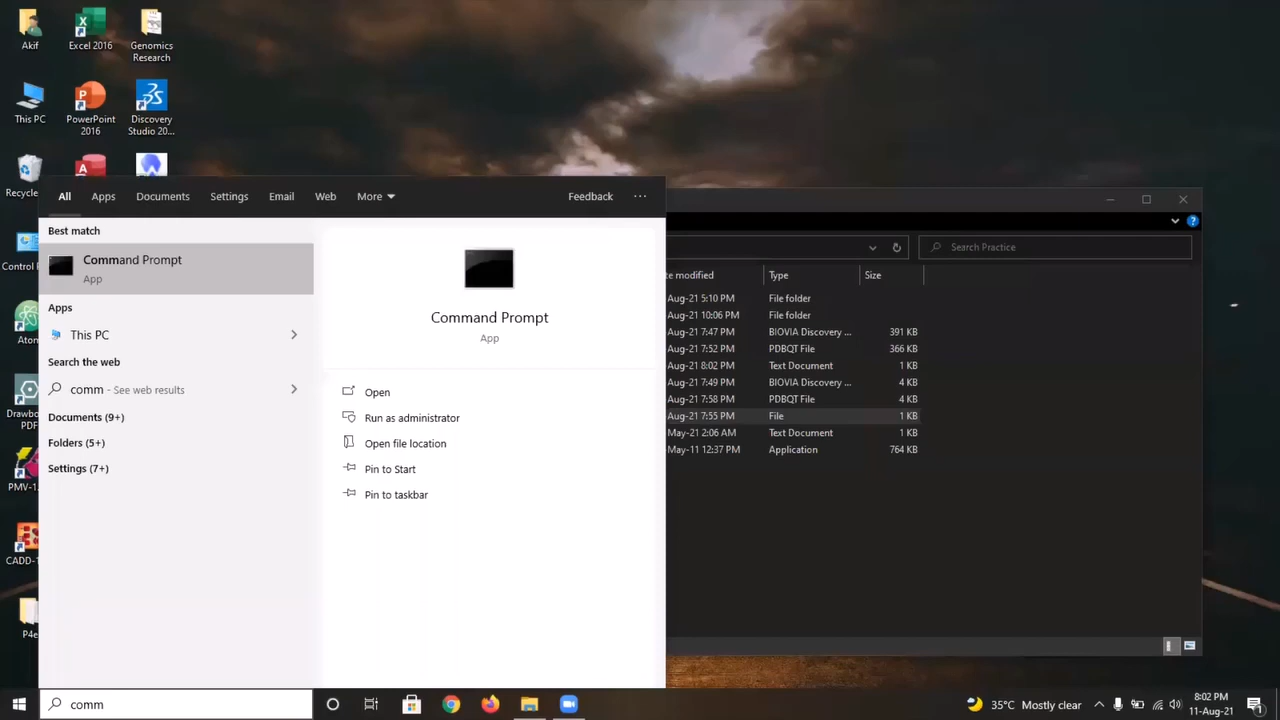 Akif
Excel 2016
Genomics
Research
This PC
PowerPoint
2016
Discovery
Studio 20...
Recycle
Control
Atom
Drawbo
PDF
PMV-1.
CADD-1
P4e
All
Apps
Documents
Settings
Email
Web
More
Feedback
Best match
Command Prompt
App
Apps
This PC
Search the web
comm - See web results
Documents (9+)
Folders (5+)
Settings (7+)
Command Prompt
App
Open
Run as administrator
Open file location
Pin to Start
Pin to taskbar
Search Practice
te modified Type Size
Aug-21 5:10 PM File folder
Aug-21 10:06 PM File folder
Aug-21 7:47 PM BIOVIA Discovery ... 391 KB
Aug-21 7:52 PM PDBQT File 366 KB
Aug-21 8:02 PM Text Document 1 KB
Aug-21 7:49 PM BIOVIA Discovery ... 4 KB
Aug-21 7:58 PM PDBQT File 4 KB
Aug-21 7:55 PM File 1 KB
May-21 2:06 AM Text Document 1 KB
May-11 12:37 PM Application 764 KB
comm
35°C Mostly clear
8:02 PM
11-Aug-21
1